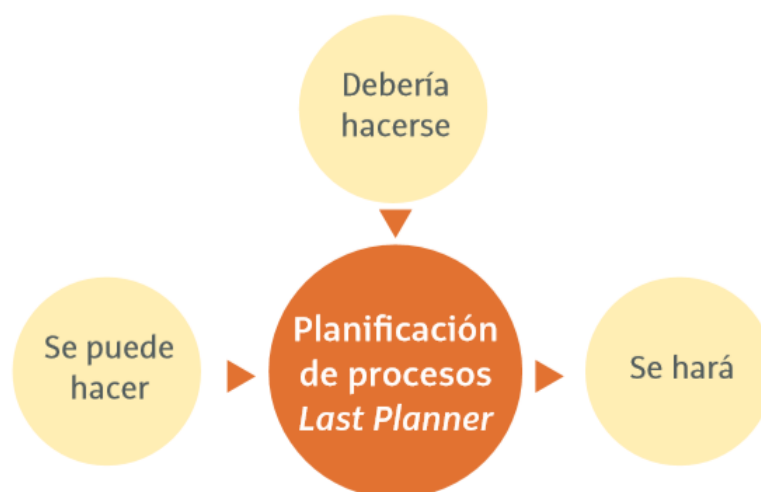 Debería
hacerse
Se puede
hacer
Planificación
de procesos
Last Planner
Se hará